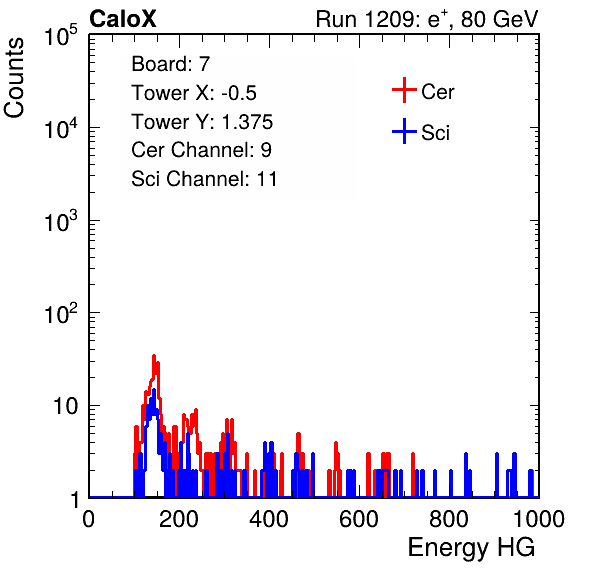 CaloX Run 1209: e⁺, 80 GeV
Counts
10⁵
10⁴
10³
10²
10
1
Board: 7
Tower X: -0.5
Tower Y: 1.375
Cer Channel: 9
Sci Channel: 11
Cer
Sci
0 200 400 600 800 1000
Energy HG